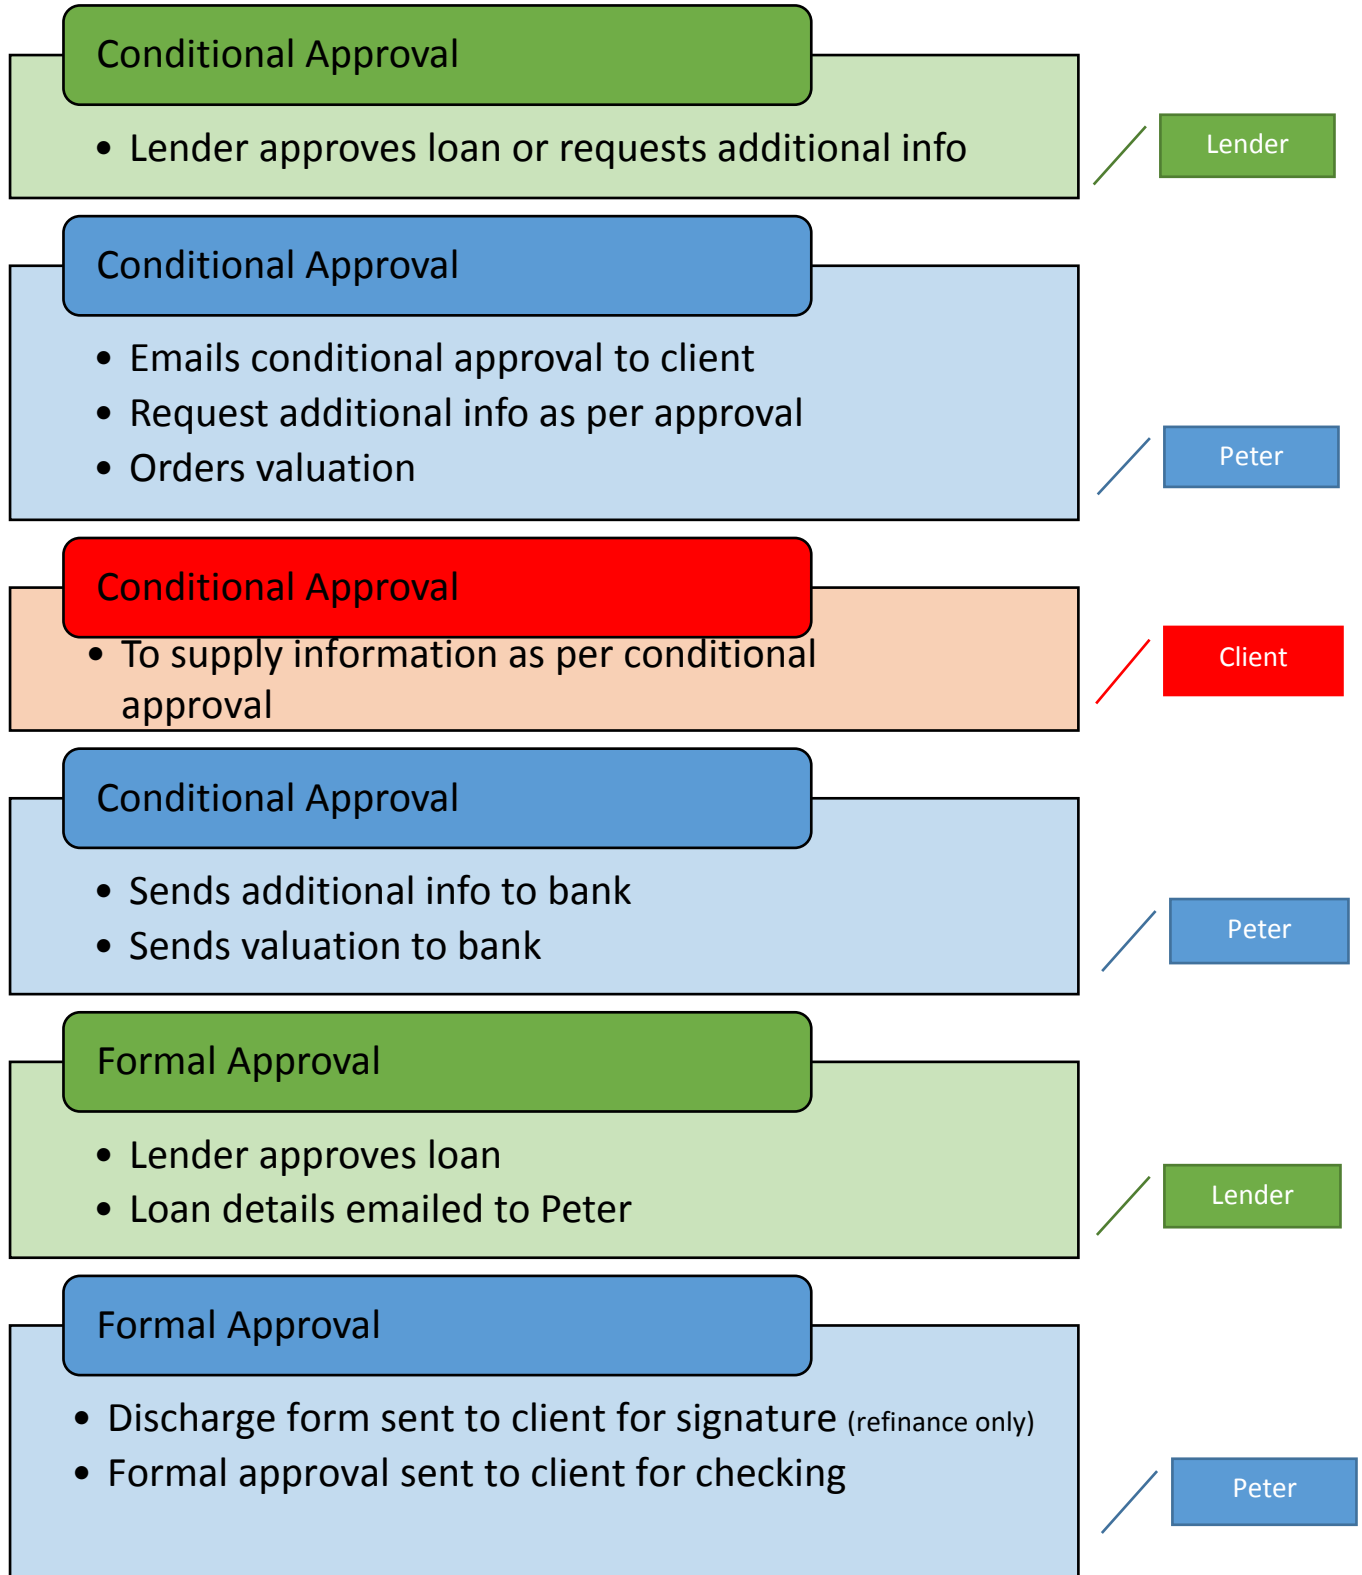 Conditional Approval
• Lender approves loan or requests additional info
Lender
Conditional Approval
• Emails conditional approval to client
• Request additional info as per approval
• Orders valuation
Peter
Conditional Approval
• To supply information as per conditional
approval
Client
Conditional Approval
• Sends additional info to bank
• Sends valuation to bank
Peter
Formal Approval
• Lender approves loan
• Loan details emailed to Peter
Lender
Formal Approval
• Discharge form sent to client for signature (refinance only)
• Formal approval sent to client for checking
Peter